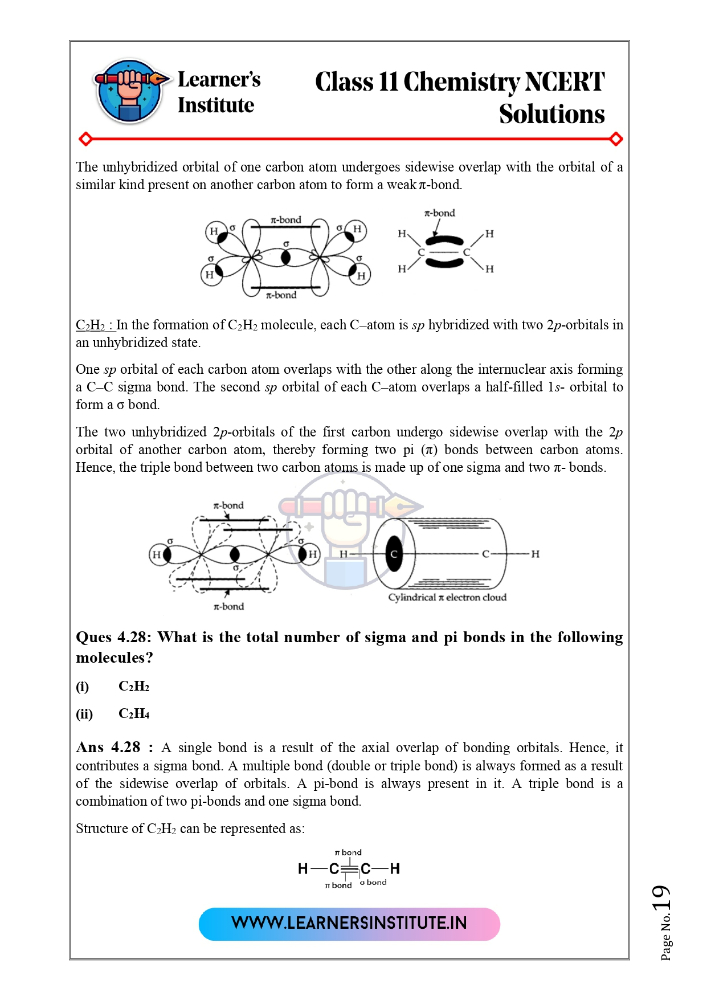 Learner's
Institute
Class 11 Chemistry NCERT
Solutions
The unhybridized orbital of one carbon atom undergoes sidewise overlap with the orbital of a
similar kind present on another carbon atom to form a weak π-bond.
π-bond
H σ σ H
σ
σ σ
H H
π-bond
π-bond
H H
C C
H H
C₂H₂ : In the formation of C₂H₂ molecule, each C–atom is sp hybridized with two 2p-orbitals in
an unhybridized state.
One sp orbital of each carbon atom overlaps with the other along the internuclear axis forming
a C–C sigma bond. The second sp orbital of each C–atom overlaps a half-filled 1s- orbital to
form a σ bond.
The two unhybridized 2p-orbitals of the first carbon undergo sidewise overlap with the 2p
orbital of another carbon atom, thereby forming two pi (π) bonds between carbon atoms.
Hence, the triple bond between two carbon atoms is made up of one sigma and two π- bonds.
π-bond
σ σ
H H
σ
π-bond
H C C H
Cylindrical π electron cloud
Ques 4.28: What is the total number of sigma and pi bonds in the following
molecules?
(i) C₂H₂
(ii) C₂H₄
Ans 4.28 : A single bond is a result of the axial overlap of bonding orbitals. Hence, it
contributes a sigma bond. A multiple bond (double or triple bond) is always formed as a result
of the sidewise overlap of orbitals. A pi-bond is always present in it. A triple bond is a
combination of two pi-bonds and one sigma bond.
Structure of C₂H₂ can be represented as:
π bond
H—C≡C—H
π bond σ bond
WWW.LEARNERSINSTITUTE.IN
Page No.19